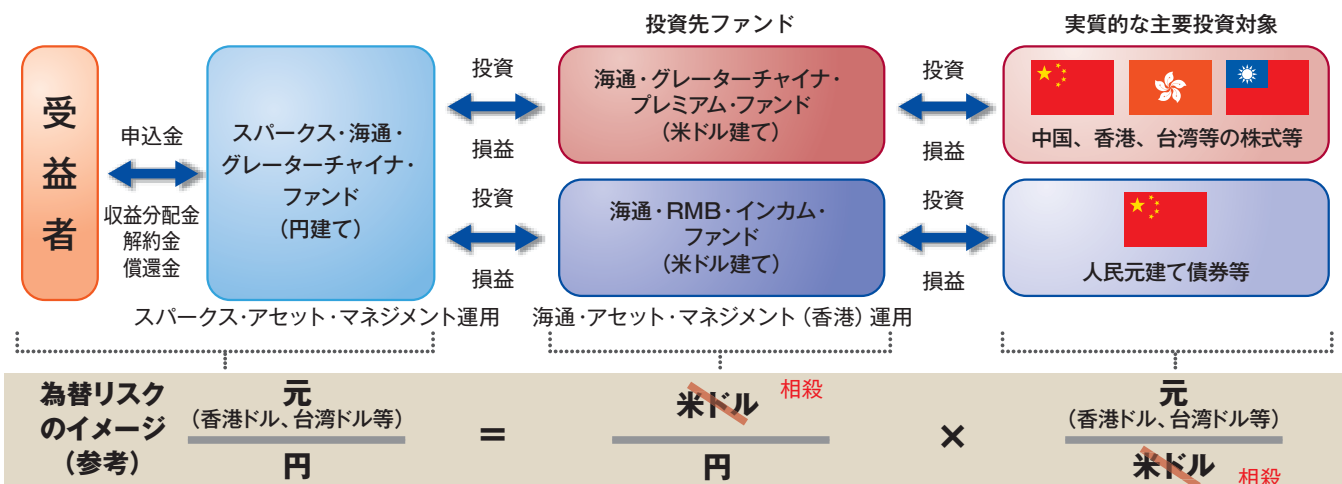 投資先ファンド
実質的な主要投資対象
受益者
申込金
収益分配金
解約金
償還金
スパークス・海通・
グレーターチャイナ・
ファンド
(円建て)
投資
損益
投資
損益
海通・グレーターチャイナ・
プレミアム・ファンド
(米ドル建て)
海通・RMB・インカム・
ファンド
(米ドル建て)
投資
損益
投資
損益
中国、香港、台湾等の株式等
人民元建て債券等
スパークス・アセット・マネジメント運用
海通・アセット・マネジメント(香港)運用
為替リスク
のイメージ
(参考)
元
(香港ドル、台湾ドル等)
円
=
米ドル
相殺
円
×
元
(香港ドル、台湾ドル等)
米ドル
相殺